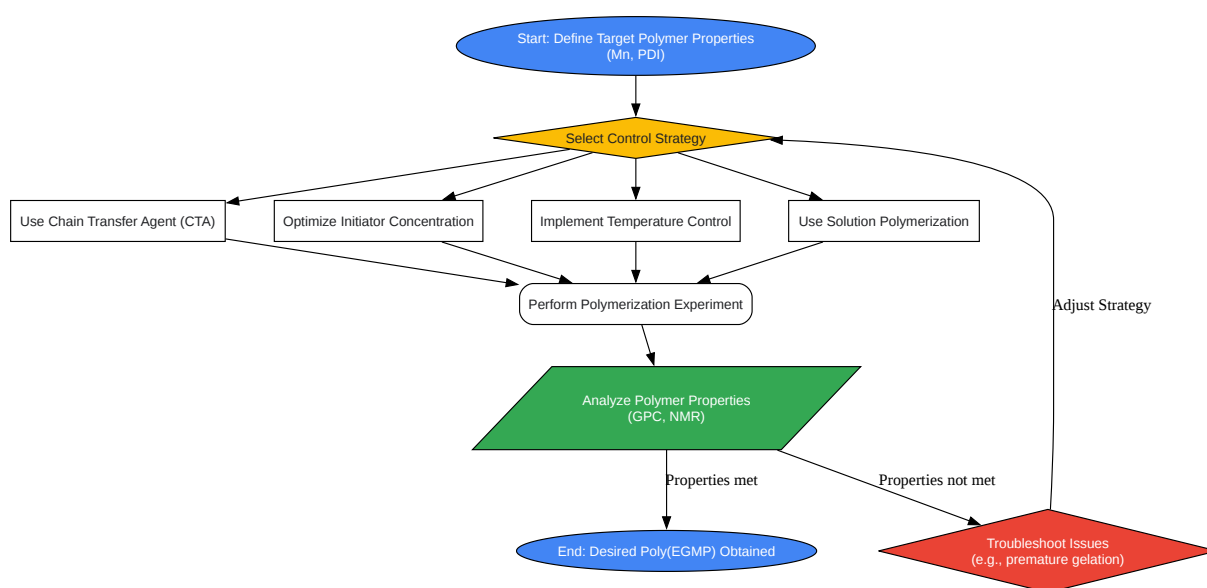 Start: Define Target Polymer Properties
(Mn, PDI)
Select Control Strategy
Use Chain Transfer Agent (CTA)
Optimize Initiator Concentration
Implement Temperature Control
Use Solution Polymerization
Perform Polymerization Experiment
Adjust Strategy
Analyze Polymer Properties
(GPC, NMR)
Properties met
Properties not met
End: Desired Poly(EGMP) Obtained
Troubleshoot Issues
(e.g., premature gelation)